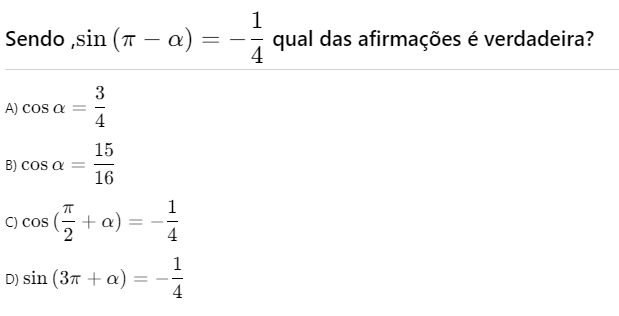 Sendo ,sin (π − α) = −1/4 qual das afirmações é verdadeira?
A) cos α = 3/4
B) cos α = 15/16
C) cos (π/2 + α) = −1/4
D) sin (3π + α) = −1/4